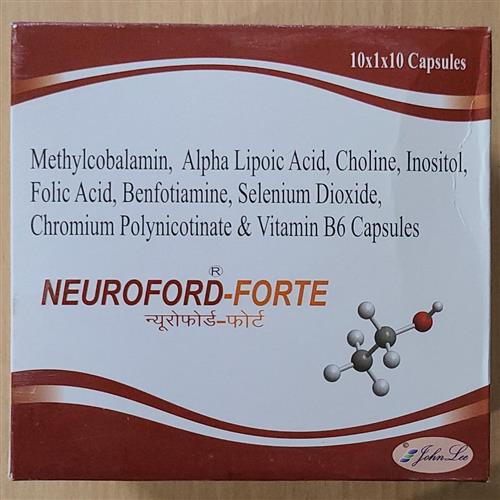 10x1x10 Capsules
Methylcobalamin, Alpha Lipoic Acid, Choline, Inositol,
Folic Acid, Benfotiamine, Selenium Dioxide,
Chromium Polynicotinate & Vitamin B6 Capsules
NEUROFORD®-FORTE
न्यूरोफोर्ड-फोर्ट
© John Lee